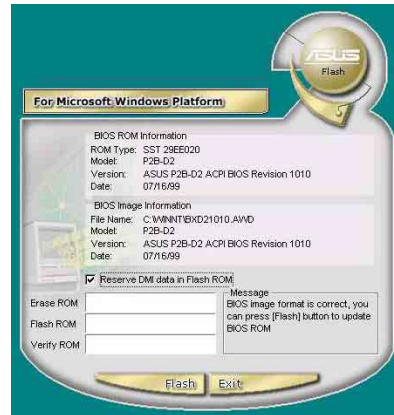 ASUS
Flash
For Microsoft Windows Platform
BIOS ROM Information
ROM Type: SST 29EE020
Model: P2B-D2
Version: ASUS P2B-D2 ACPI BIOS Revision 1010
Date: 07/16/99
BIOS Image Information
File Name: C:\WINNT\BXD21010.AWD
Model: P2B-D2
Version: ASUS P2B-D2 ACPI BIOS Revision 1010
Date: 07/16/99
Reserve DMI data in Flash ROM
Erase ROM
Flash ROM
Verify ROM
Message
BIOS image format is correct, you
can press [Flash] button to update
BIOS ROM
Flash Exit